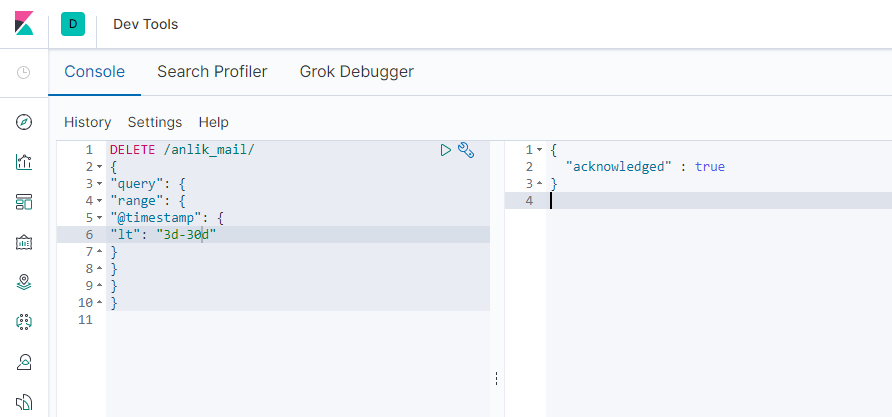 D Dev Tools
Console Search Profiler Grok Debugger
History Settings Help
1 DELETE /anlik_mail/
2 {
3 "query": {
4 "range": {
5 "@timestamp": {
6 "lt": "3d-30d"
7 }
8 }
9 }
10 }
11
1 {
2 "acknowledged" : true
3 }
4